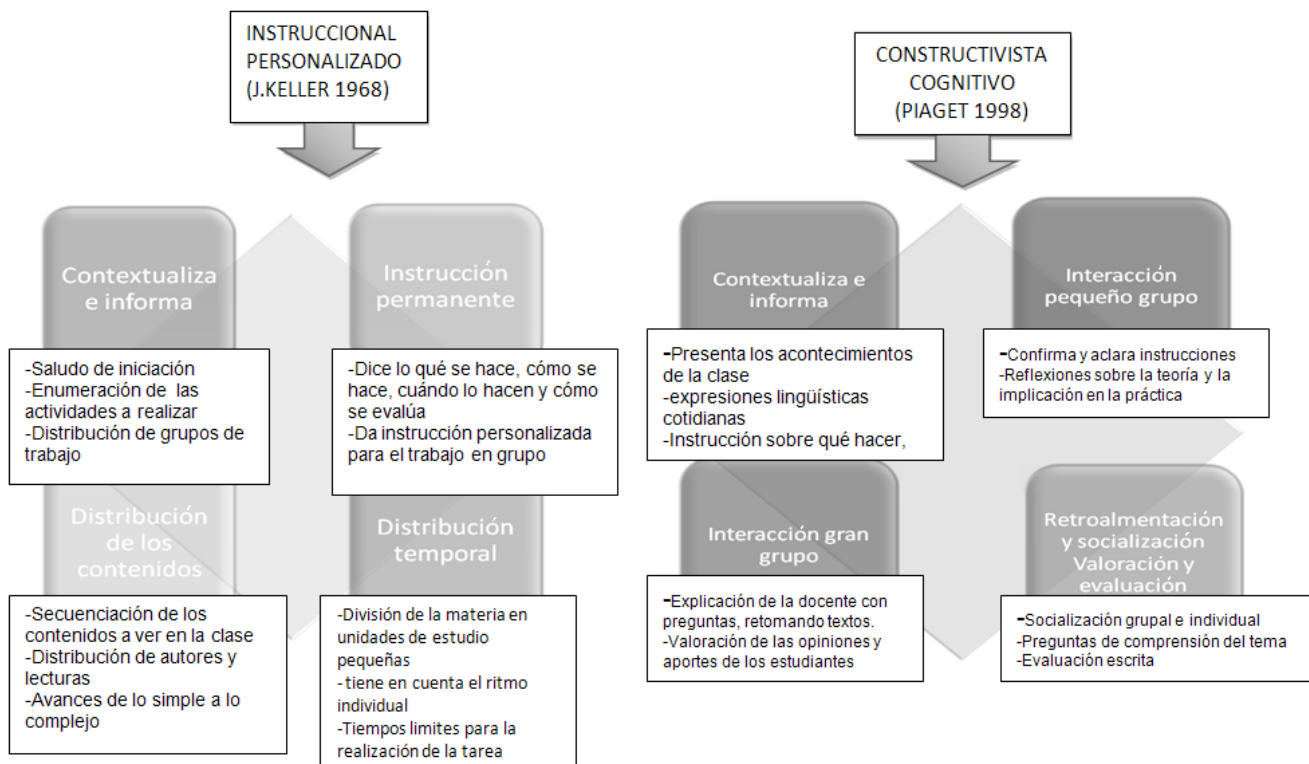 INSTRUCCIONAL
PERSONALIZADO
(J.KELLER 1968)
Contextualiza
e informa
-Saludo de iniciación
-Enumeración de las
actividades a realizar
-Distribución de grupos de
trabajo
Instrucción
permanente
-Dice lo qué se hace, cómo se
hace, cuándo lo hacen y cómo
se evalúa
-Da instrucción personalizada
para el trabajo en grupo
Distribución
de los
contenidos
-Secuenciación de los
contenidos a ver en la clase
-Distribución de autores y
lecturas
-Avances de lo simple a lo
complejo
Distribución
temporal
-División de la materia en
unidades de estudio
pequeñas
-tiene en cuenta el ritmo
individual
-Tiempos limites para la
realización de la tarea
CONSTRUCTIVISTA
COGNITIVO
(PIAGET 1998)
Contextualiza e
informa
-Presenta los acontecimientos
de la clase
-expresiones lingüísticas
cotidianas
-Instrucción sobre qué hacer,
Interacción
pequeño grupo
-Confirma y aclara instrucciones
-Reflexiones sobre la teoría y la
implicación en la práctica
Interacción gran
grupo
-Explicación de la docente con
preguntas, retomando textos.
-Valoración de las opiniones y
aportes de los estudiantes
Retroalmentación
y socialización
Valoración y
evaluación
-Socialización grupal e individual
-Preguntas de comprensión del tema
-Evaluación escrita